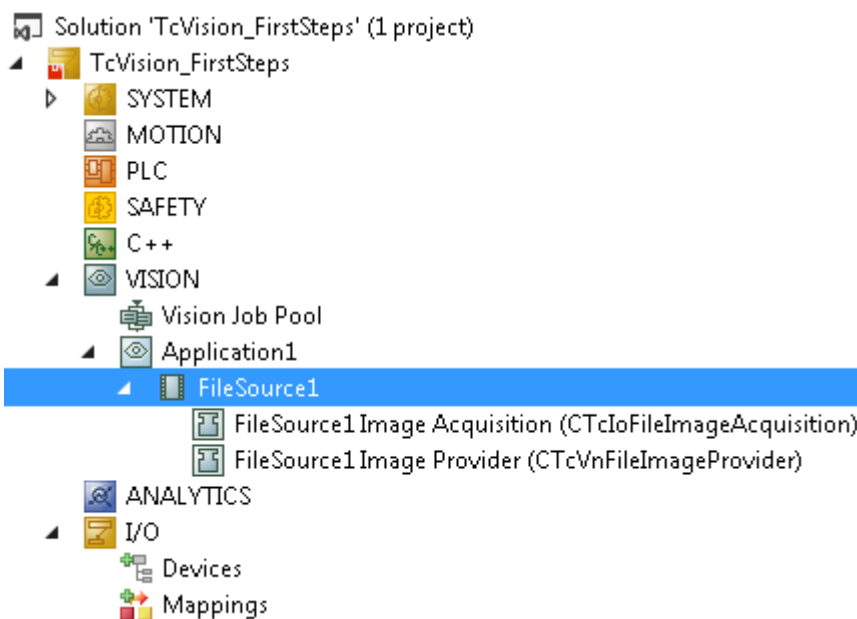 Solution 'TcVision_FirstSteps' (1 project)
TcVision_FirstSteps
SYSTEM
MOTION
PLC
SAFETY
C++
VISION
Vision Job Pool
Application1
FileSource1
FileSource1 Image Acquisition (CTcIoFileImageAcquisition)
FileSource1 Image Provider (CTcVnFileImageProvider)
ANALYTICS
I/O
Devices
Mappings